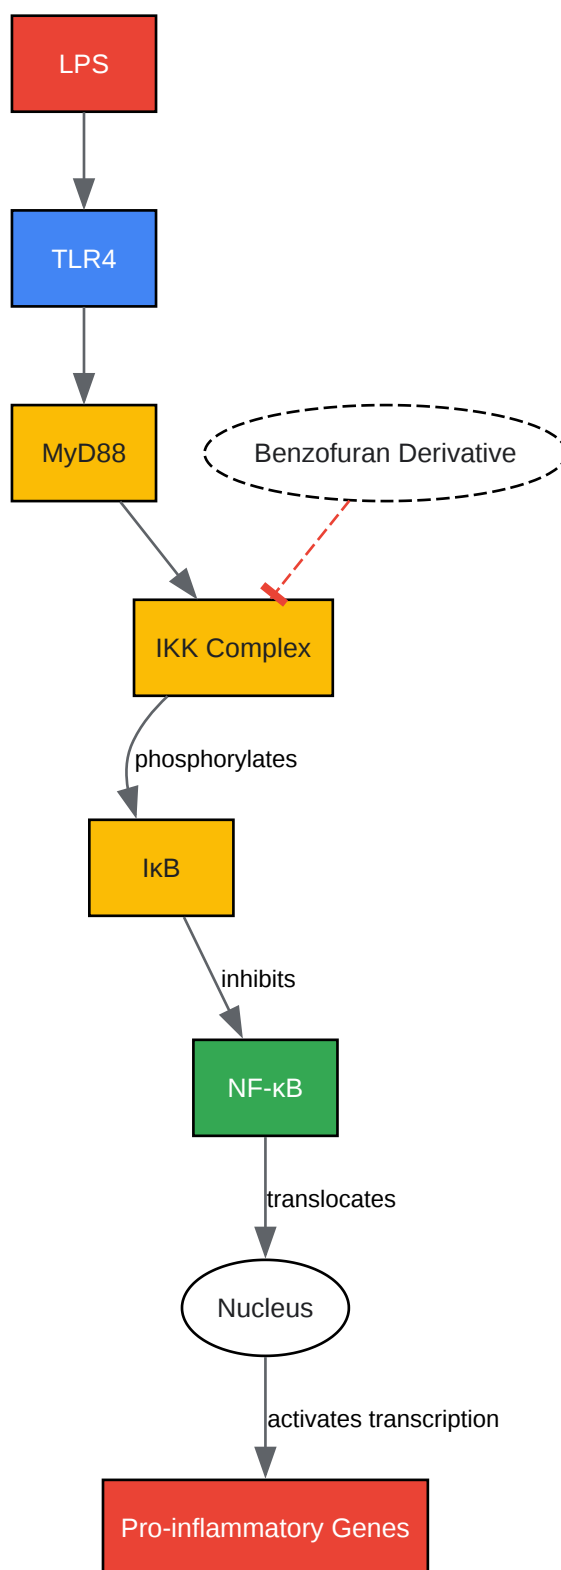 LPS
TLR4
MyD88
Benzofuran Derivative
IKK Complex
phosphorylates
IκB
inhibits
NF-κB
translocates
Nucleus
activates transcription
Pro-inflammatory Genes